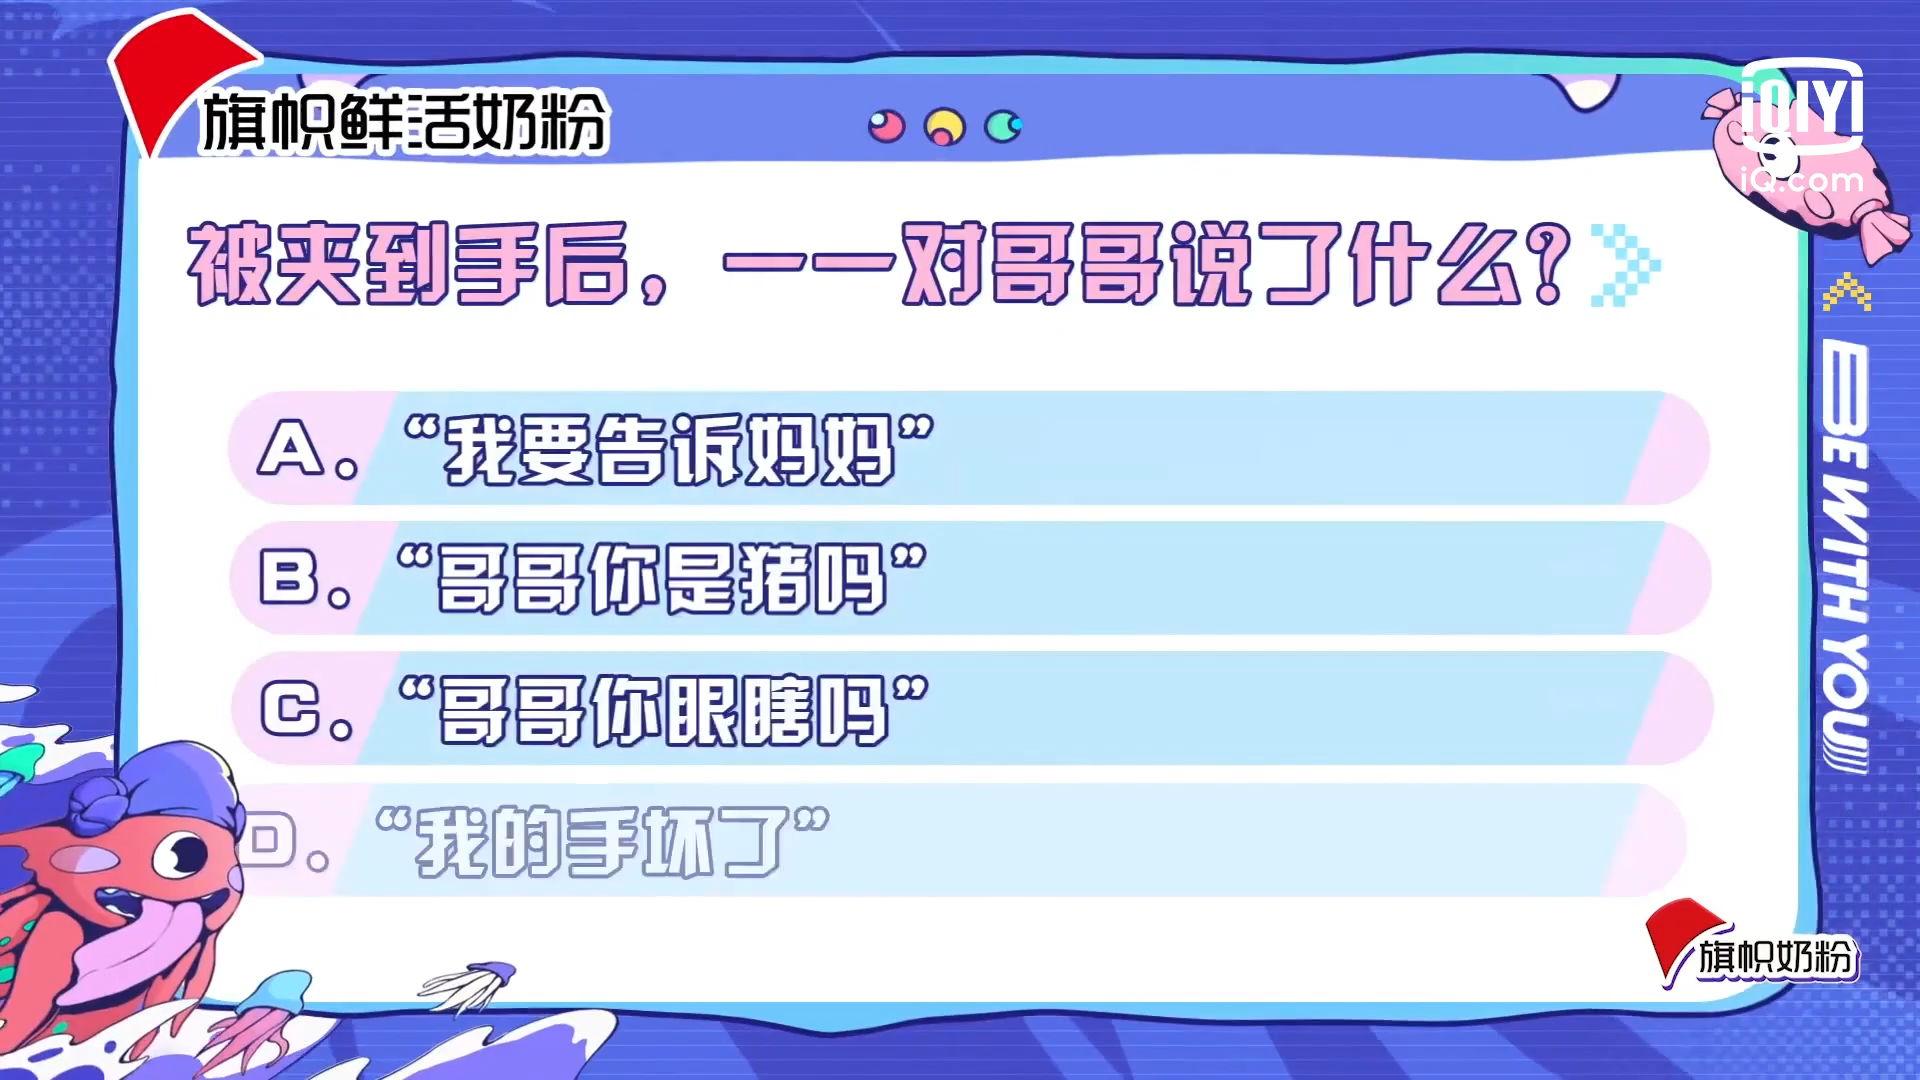 旗帜鲜活奶粉
iQIYI
iQ.com
被夹到手后，一一对哥哥说了什么？
A。“我要告诉妈妈”
B。“哥哥你是猪吗”
C。“哥哥你眼瞎吗”
D。“我的手坏了”
BE WITH YOU
旗帜奶粉